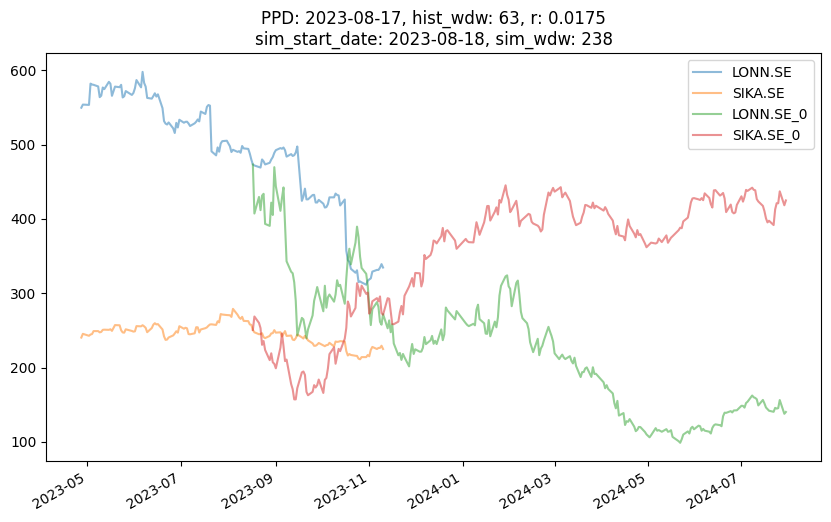 PPD: 2023-08-17, hist_wdw: 63, r: 0.0175
sim_start_date: 2023-08-18, sim_wdw: 238
LONN.SE
SIKA.SE
LONN.SE_0
SIKA.SE_0
600
500
400
300
200
100
2023-05
2023-07
2023-09
2023-11
2024-01
2024-03
2024-05
2024-07